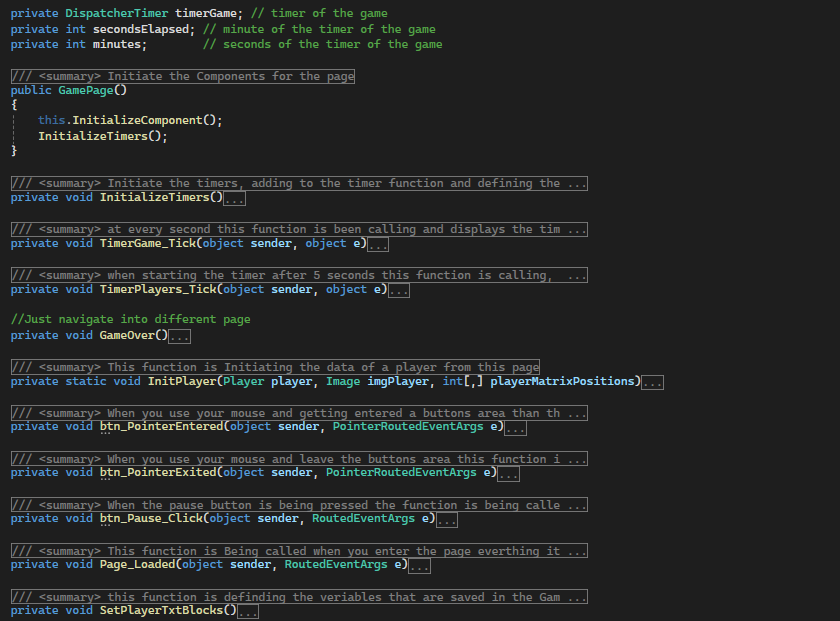 private DispatcherTimer timerGame; // timer of the game
private int secondsElapsed; // minute of the timer of the game
private int minutes;        // seconds of the timer of the game
/// <summary> Initiate the Components for the page
public GamePage()
{
    this.InitializeComponent();
    InitializeTimers();
}
/// <summary> Initiate the timers, adding to the timer function and defining the ...
private void InitializeTimers()...
/// <summary> at every second this function is been calling and displays the tim ...
private void TimerGame_Tick(object sender, object e)...
/// <summary> when starting the timer after 5 seconds this function is calling,  ...
private void TimerPlayers_Tick(object sender, object e)...
//Just navigate into different page
private void GameOver()...
/// <summary> This function is Initiating the data of a player from this page
private static void InitPlayer(Player player, Image imgPlayer, int[,] playerMatrixPositions)...
/// <summary> When you use your mouse and getting entered a buttons area than th ...
private void btn_PointerEntered(object sender, PointerRoutedEventArgs e)...
/// <summary> When you use your mouse and leave the buttons area this function i ...
private void btn_PointerExited(object sender, PointerRoutedEventArgs e)...
/// <summary> When the pause button is being pressed the function is being calle ...
private void btn_Pause_Click(object sender, RoutedEventArgs e)...
/// <summary> This function is Being called when you enter the page everthing it ...
private void Page_Loaded(object sender, RoutedEventArgs e)...
/// <summary> this function is definding the veriables that are saved in the Gam ...
private void SetPlayerTxtBlocks()...